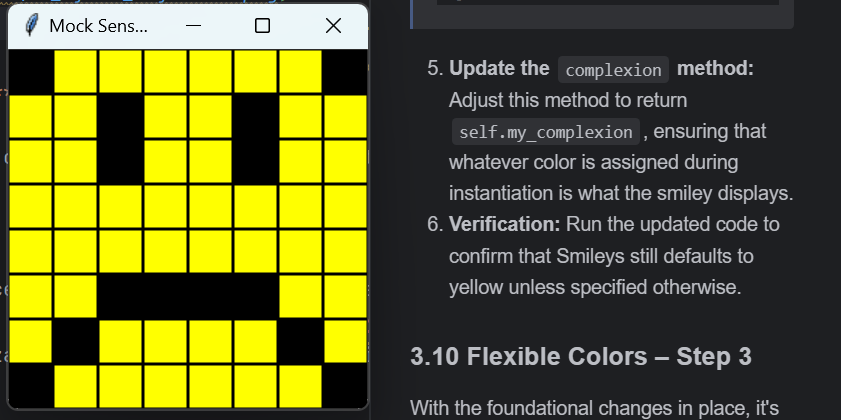 Mock Sens...
5. Update the complexion method:
Adjust this method to return
self.my_complexion , ensuring that
whatever color is assigned during
instantiation is what the smiley displays.
6. Verification: Run the updated code to
confirm that Smileys still defaults to
yellow unless specified otherwise.
3.10 Flexible Colors – Step 3
With the foundational changes in place, it's